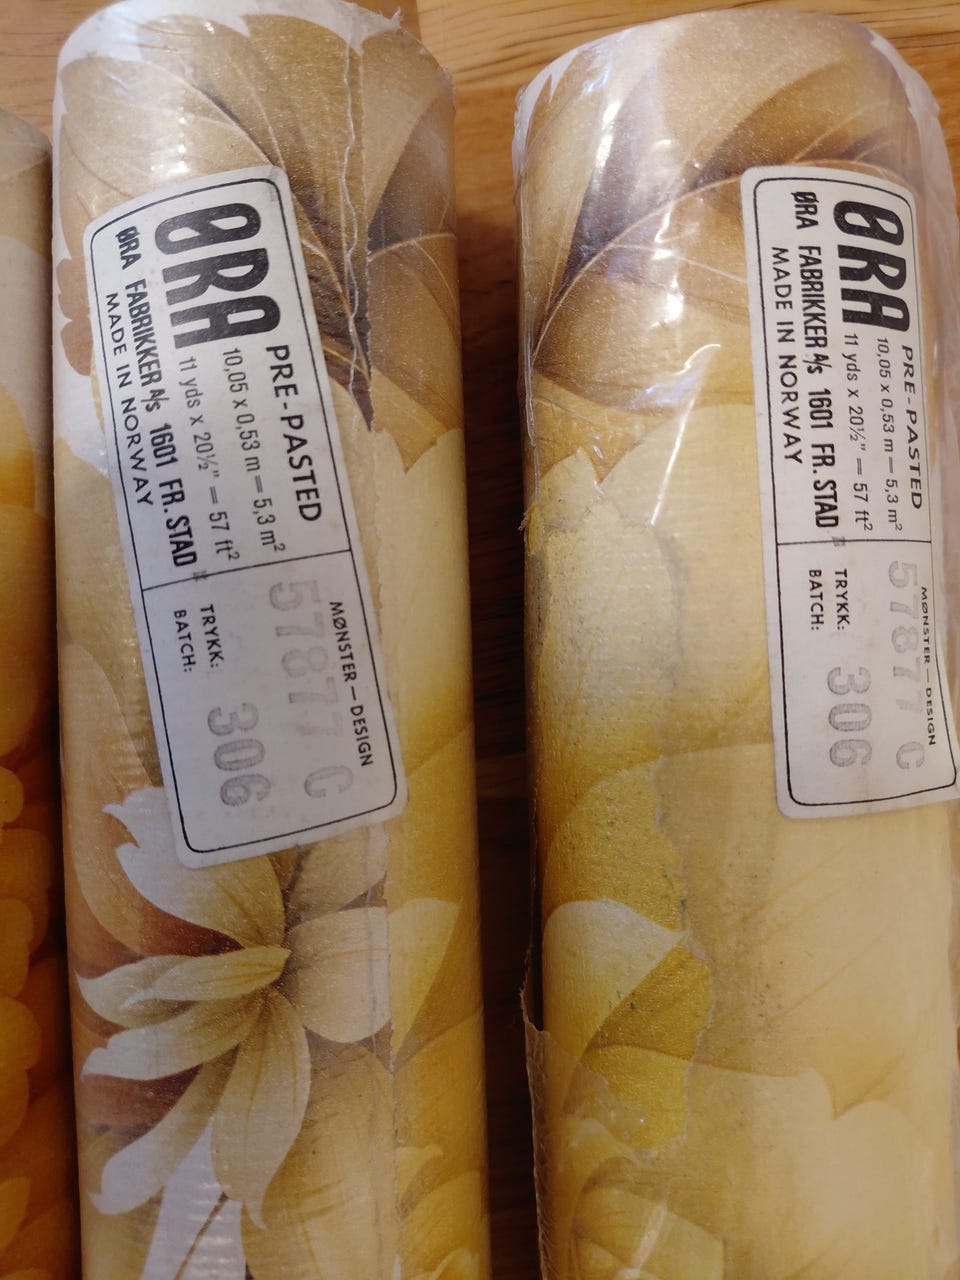 ØRA
PRE-PASTED
10,05 x 0,53 m = 5,3 m²
11 yds x 20½" = 57 ft²
ØRA FABRIKKER A/S 1601 FR. STAD
MADE IN NORWAY
MØNSTER — DESIGN
57877 C
TRYKK:
BATCH:
306
ØRA
PRE-PASTED
10,05 x 0,53 m = 5,3 m²
11 yds x 20½" = 57 ft²
ØRA FABRIKKER A/S 1601 FR. STAD
MADE IN NORWAY
MØNSTER — DESIGN
57877 C
TRYKK:
BATCH:
306